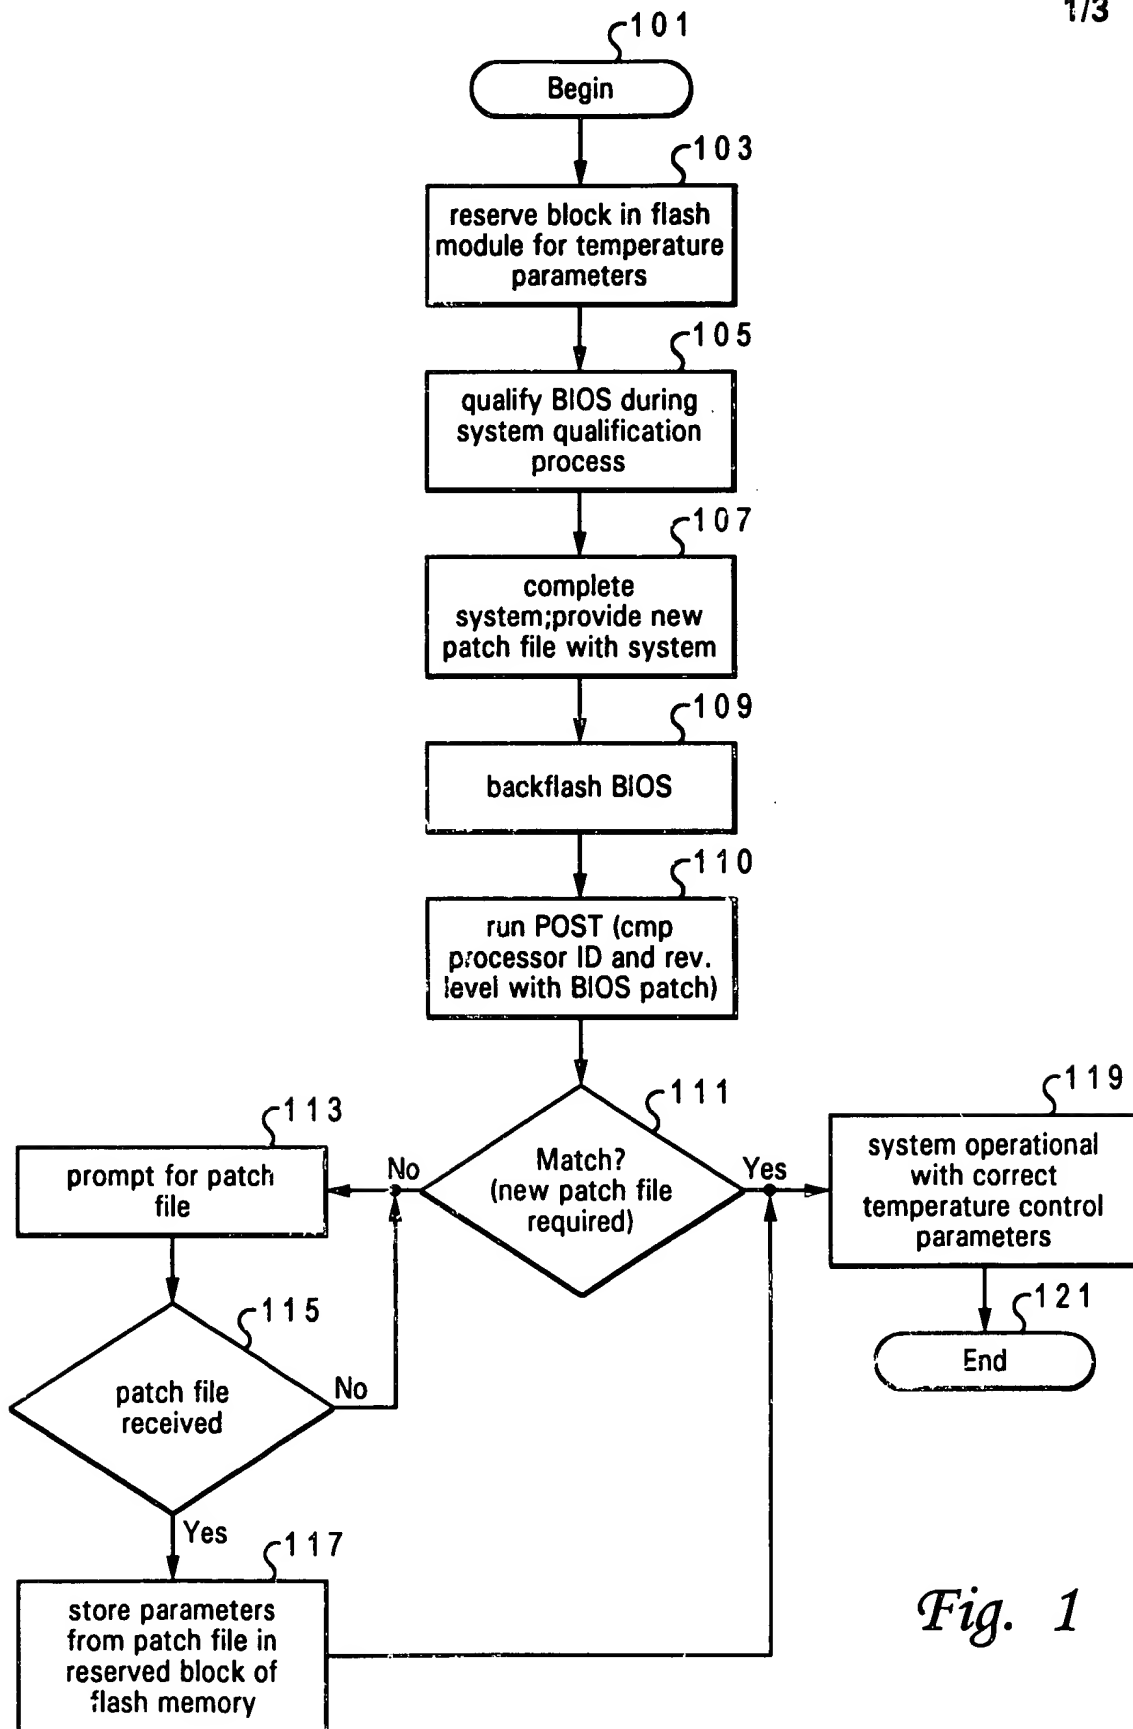 1/3
101
Begin
103
reserve block in flash
module for temperature
parameters
105
qualify BIOS during
system qualification
process
107
complete
system;provide new
patch file with system
109
backflash BIOS
110
run POST (cmp
processor ID and rev.
level with BIOS patch)
111
Match?
(new patch file
required)
No
Yes
113
prompt for patch
file
119
system operational
with correct
temperature control
parameters
115
patch file
received
No
Yes
121
End
117
store parameters
from patch file in
reserved block of
flash memory
Fig. 1